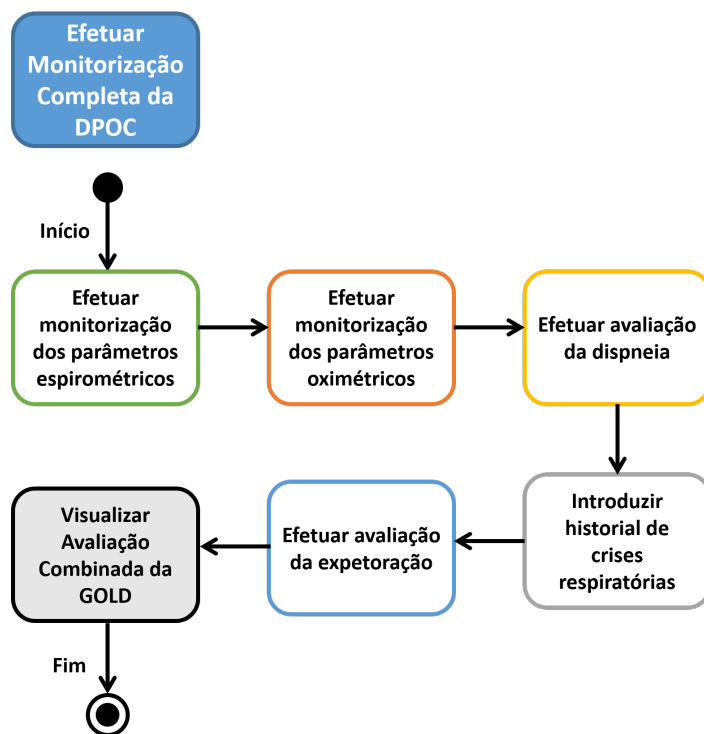 Efetuar
Monitorização
Completa da
DPOC
Início
Efetuar
monitorização
dos parâmetros
espirométricos
Efetuar
monitorização
dos parâmetros
oximétricos
Efetuar avaliação
da dispneia
Introduzir
historial de
crises
respiratórias
Efetuar avaliação
da expetoração
Visualizar
Avaliação
Combinada da
GOLD
Fim